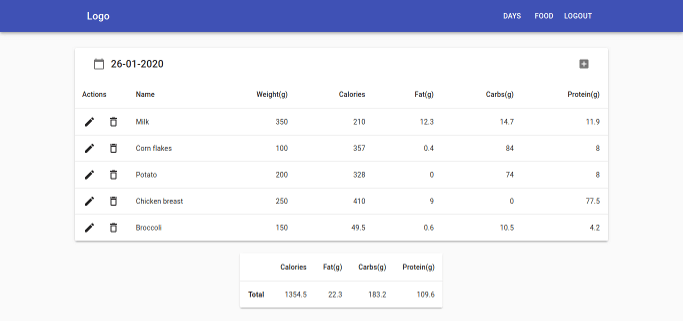 Logo DAYS FOOD LOGOUT
26-01-2020
Actions Name Weight(g) Calories Fat(g) Carbs(g) Protein(g)
Milk 350 210 12.3 14.7 11.9
Corn flakes 100 357 0.4 84 8
Potato 200 328 0 74 8
Chicken breast 250 410 9 0 77.5
Broccoli 150 49.5 0.6 10.5 4.2
Calories Fat(g) Carbs(g) Protein(g)
Total 1354.5 22.3 183.2 109.6